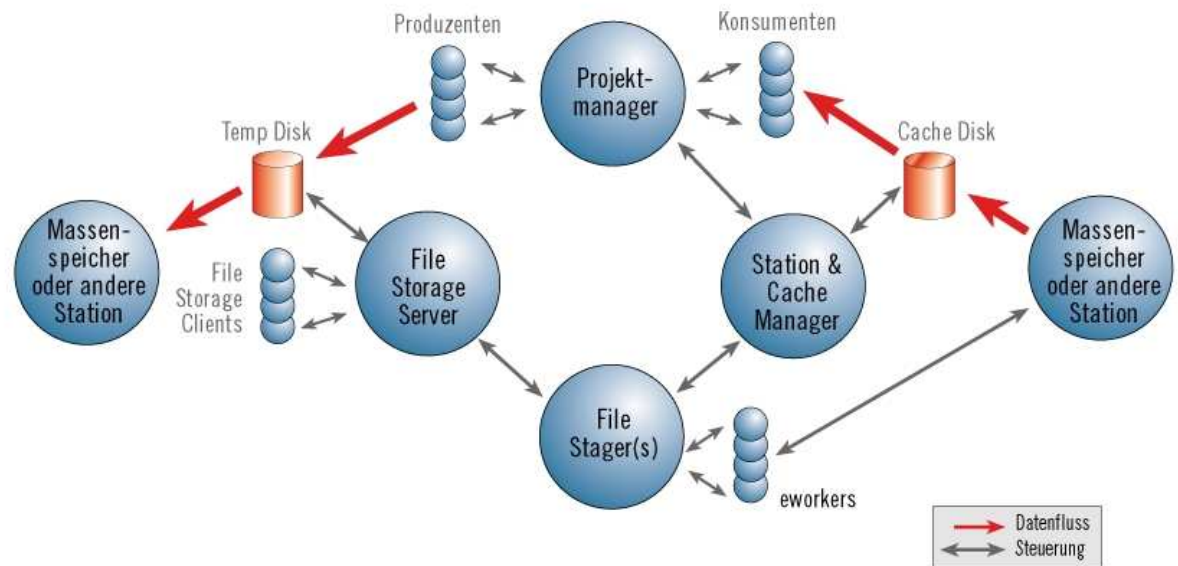 Produzenten
Konsumenten
Projekt-
manager
Temp Disk
Cache Disk
Massen-
speicher
oder andere
Station
File
Storage
Clients
File
Storage
Server
Station &
Cache
Manager
Massen-
speicher
oder andere
Station
File
Stager(s)
eworkers
Datenfluss
Steuerung